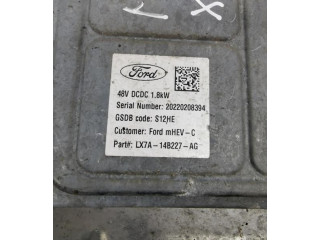 Ford
48V DCDC 1.8kW
Serial Number: 20220208394
GSDB code: S12HE
Customer: Ford mHEV-C
Part#: LX7A-14B227-AG